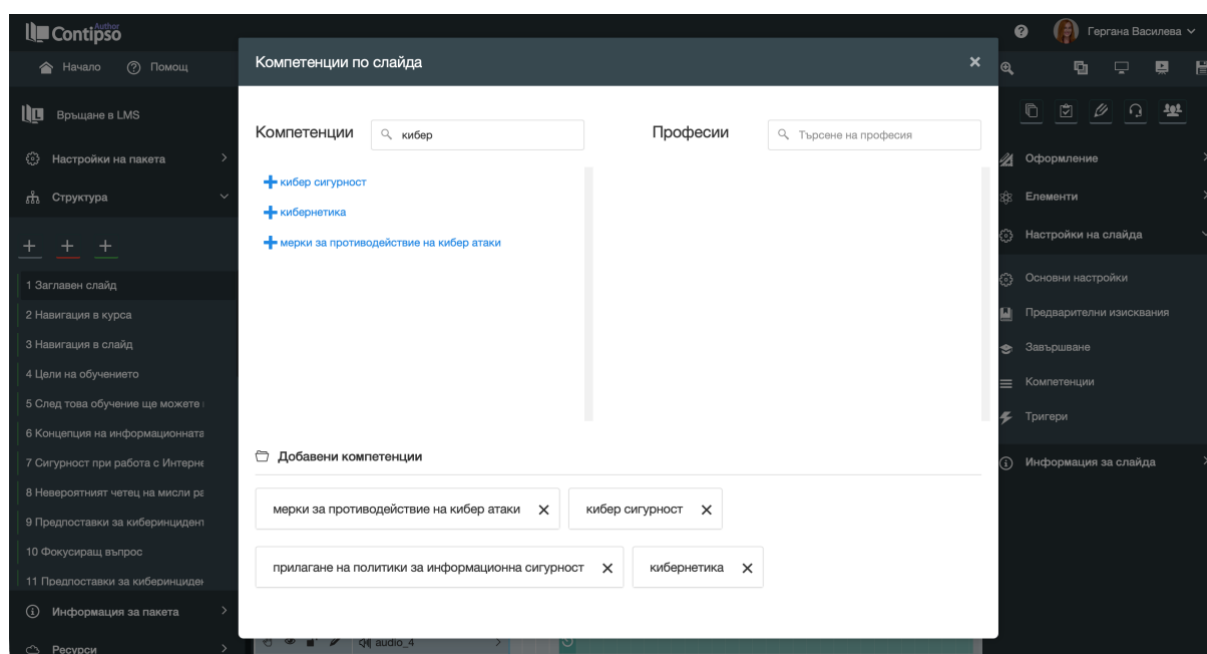 Contipso Author
Гергана Василева
Начало Помощ
Компетенции по слайда
Връщане в LMS
Настройки на пакета
Структура
1 Заглавен слайд
2 Навигация в курса
3 Навигация в слайд
4 Цели на обучението
5 След това обучение ще можете
6 Концепция на информационната
7 Сигурност при работа с Интерне
8 Невероятният четец на мисли ра
9 Предпоставки за киберинцидент
10 Фокусиращ въпрос
11 Предпоставки за киберинциден
Информация за пакета
Ресурси
Компетенции
кибер
Професии
Търсене на професия
кибер сигурност
кибернетика
мерки за противодействие на кибер атаки
Добавени компетенции
мерки за противодействие на кибер атаки
кибер сигурност
прилагане на политики за информационна сигурност
кибернетика
audio_4
Оформление
Елементи
Настройки на слайда
Основни настройки
Предварителни изисквания
Завършване
Компетенции
Тригери
Информация за слайда